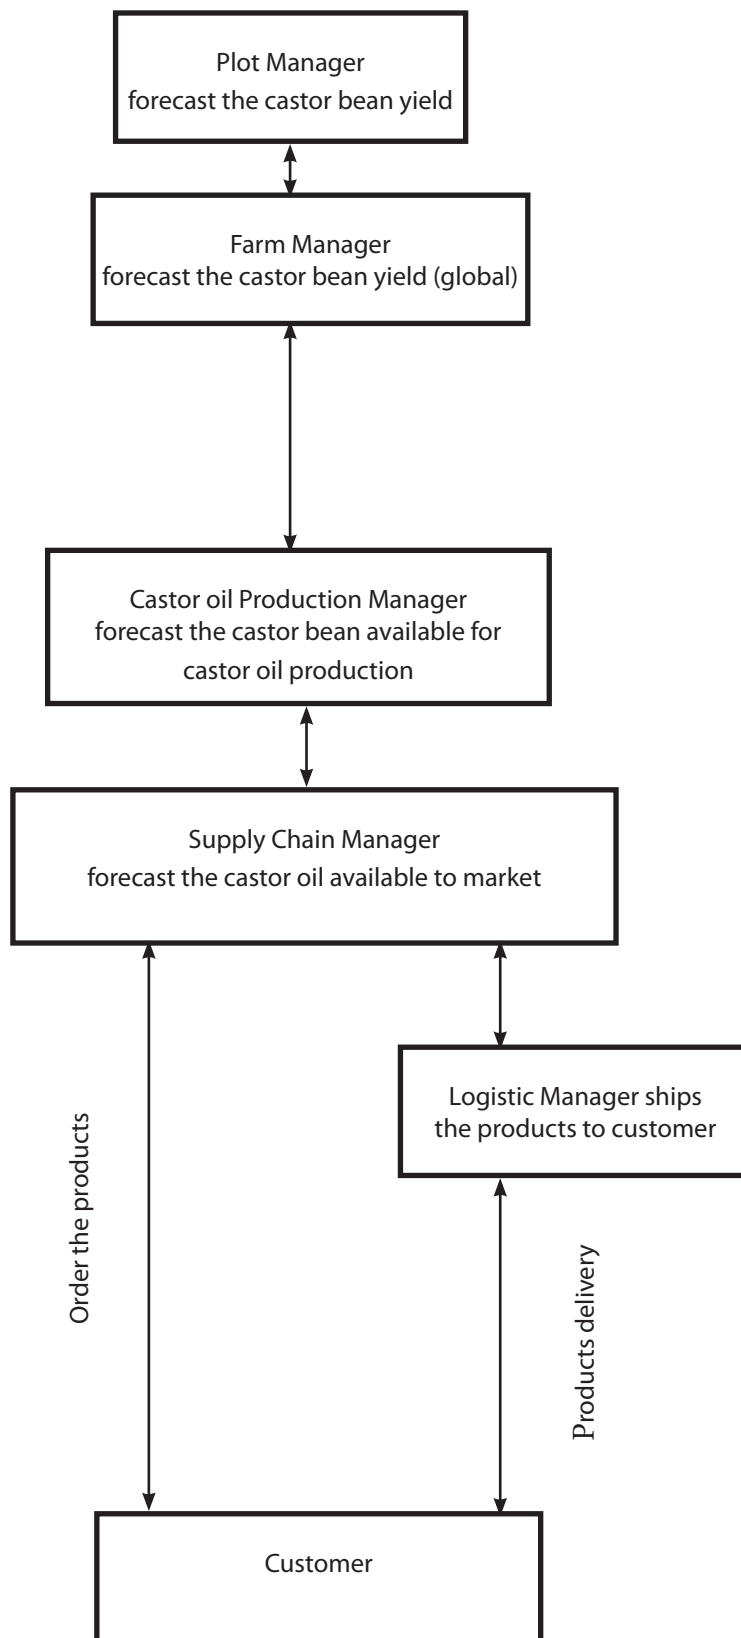 Plot Manager
forecast the castor bean yield
Farm Manager
forecast the castor bean yield (global)
Castor oil Production Manager
forecast the castor bean available for
castor oil production
Supply Chain Manager
forecast the castor oil available to market
Logistic Manager ships
the products to customer
Order the products
Products delivery
Customer